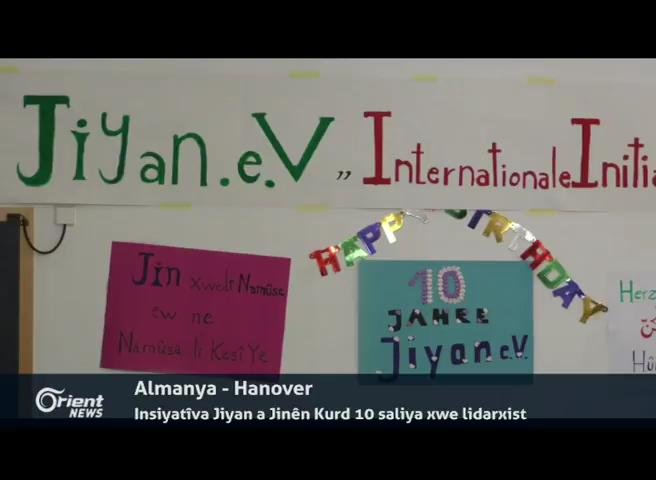 Jiyan.e.V „Internationale Initia
HAPPY BIRTHDAY
Jin xwedî Namûse
ew ne
Namûsa li Kesî Ye
10
JAHRE
Jiyan e.V.
Herz
Hû
Orient
NEWS
Almanya - Hanover
Insiyatîva Jiyan a Jinên Kurd 10 saliya xwe lidarxist